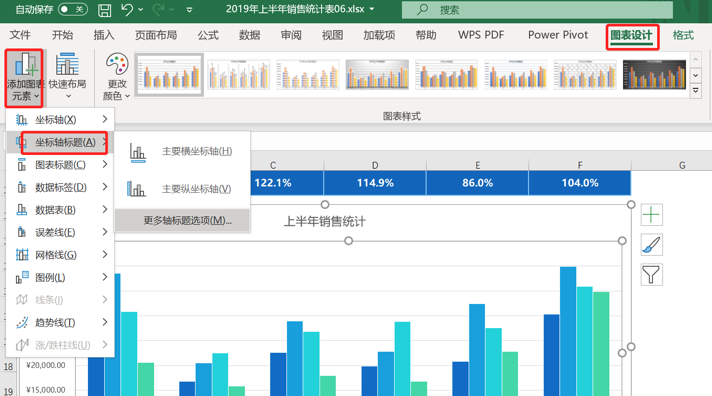 自动保存 关 2019年上半年销售统计表06.xlsx 搜索
文件 开始 插入 页面布局 公式 数据 审阅 视图 加载项 帮助 WPS PDF Power Pivot 图表设计 格式
添加图表元素 快速布局 更改颜色
图表样式
坐标轴(X)
坐标轴标题(A)
图表标题(C)
数据标签(D)
数据表(B)
误差线(E)
网格线(G)
图例(L)
线条(I)
趋势线(T)
涨/跌柱线(U)
主要横坐标轴(H)
主要纵坐标轴(V)
更多轴标题选项(M)...
C D E F G
122.1% 114.9% 86.0% 104.0%
上半年销售统计
18 ¥20,000.00
19 ¥15,000.00